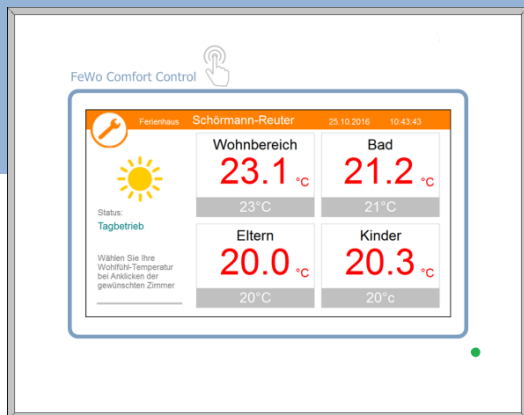 FeWo Comfort Control
Ferienhaus Schörmann-Reuter 25.10.2016 10:43:43
Wohnbereich
23.1 °C
23°C
Bad
21.2 °C
21°C
Status:
Tagbetrieb
Wählen Sie Ihre
Wohlfühl-Temperatur
bei Anklicken der
gewünschten Zimmer
Eltern
20.0 °C
20°C
Kinder
20.3 °C
20°c